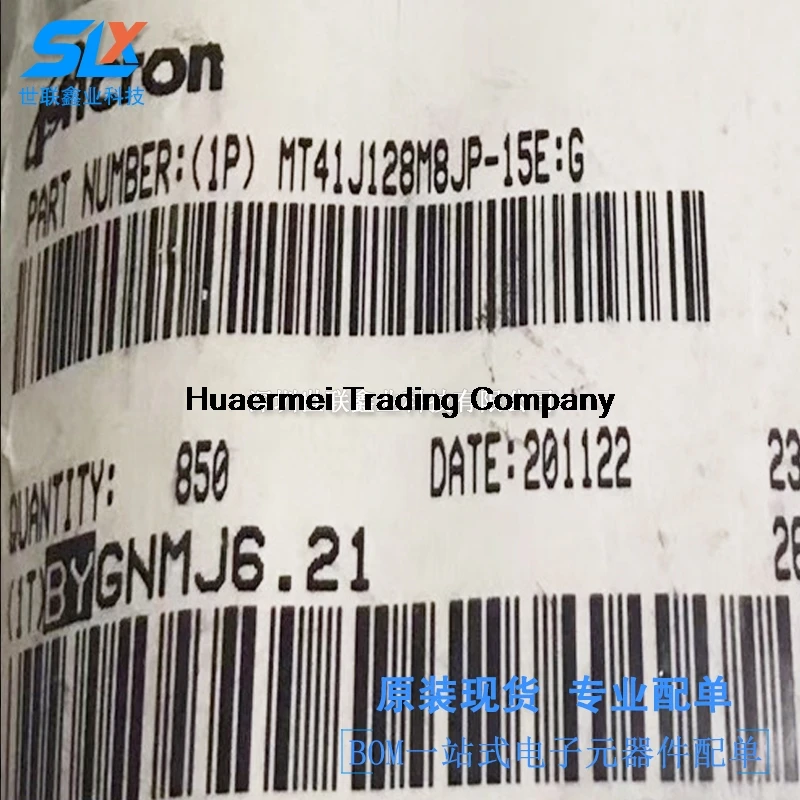 SLX
世联鑫业科技
Micron
PART NUMBER:(1P) MT41J128M8JP-15E:G
Huaermei Trading Company
QUANTITY: 850 DATE:201122 23
(1T)BYGNMJ6.21 26
原装现货 专业配单
BOM一站式电子元器件配单